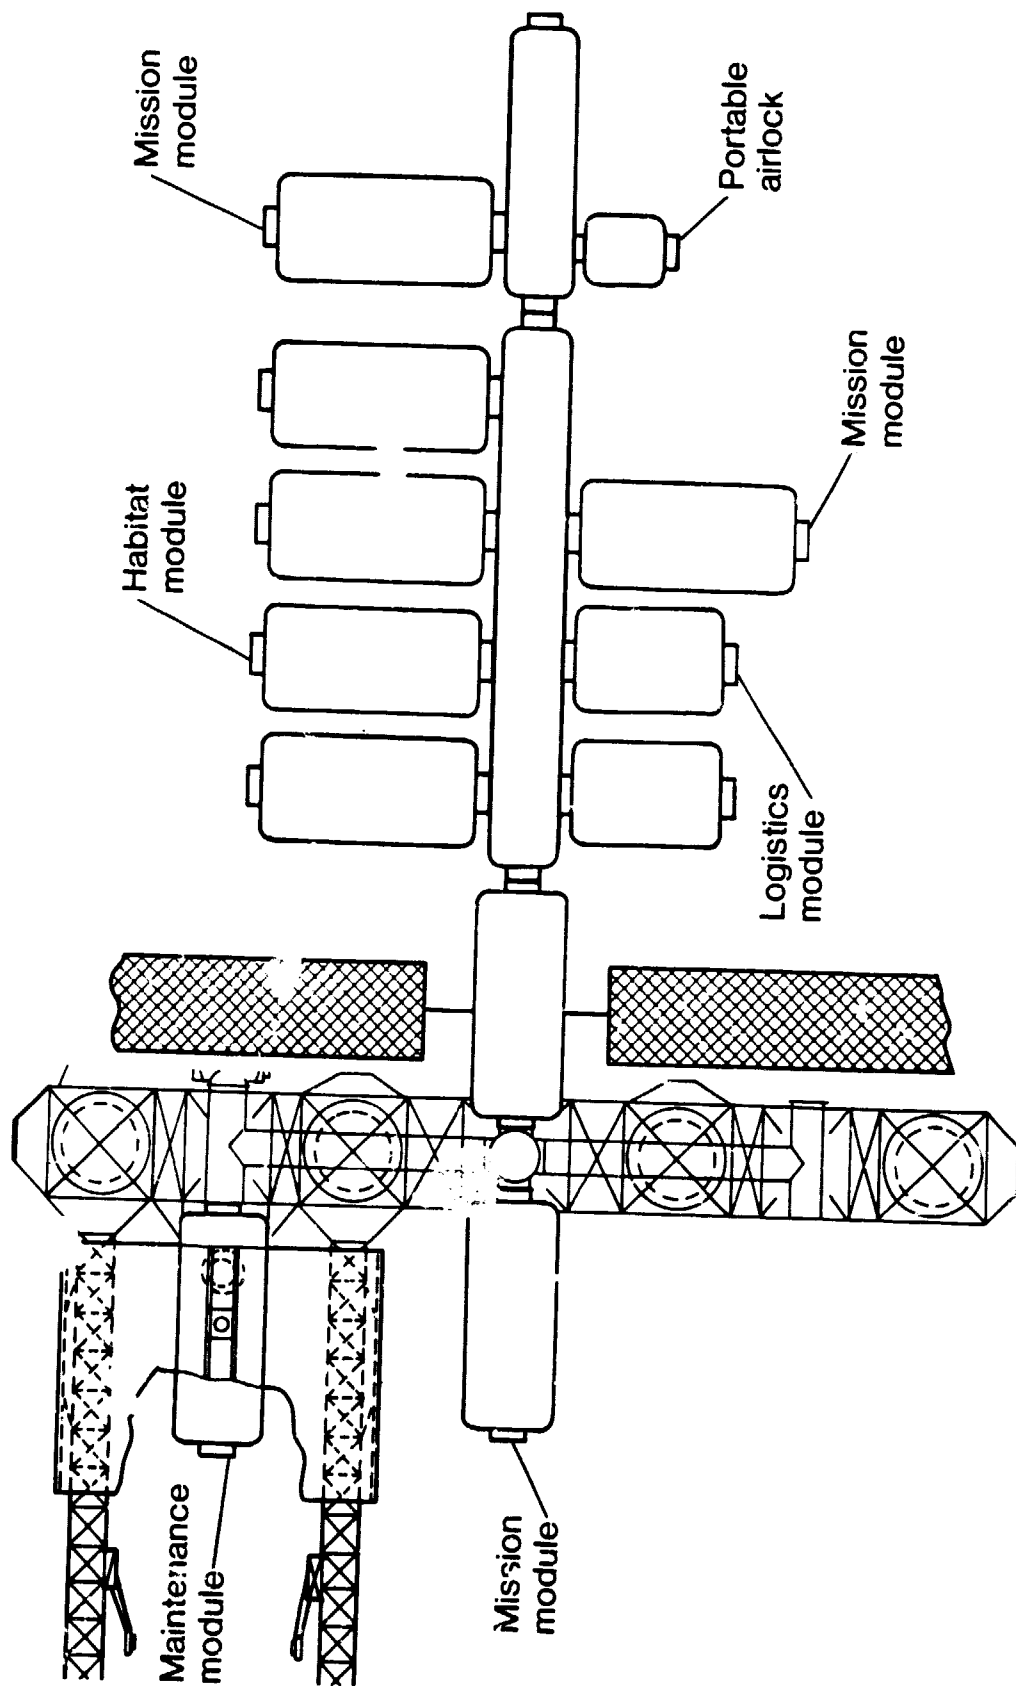 Mission
module
Portable
airlock
Habitat
module
Mission
module
Logistics
module
Maintenance
module
Mission
module